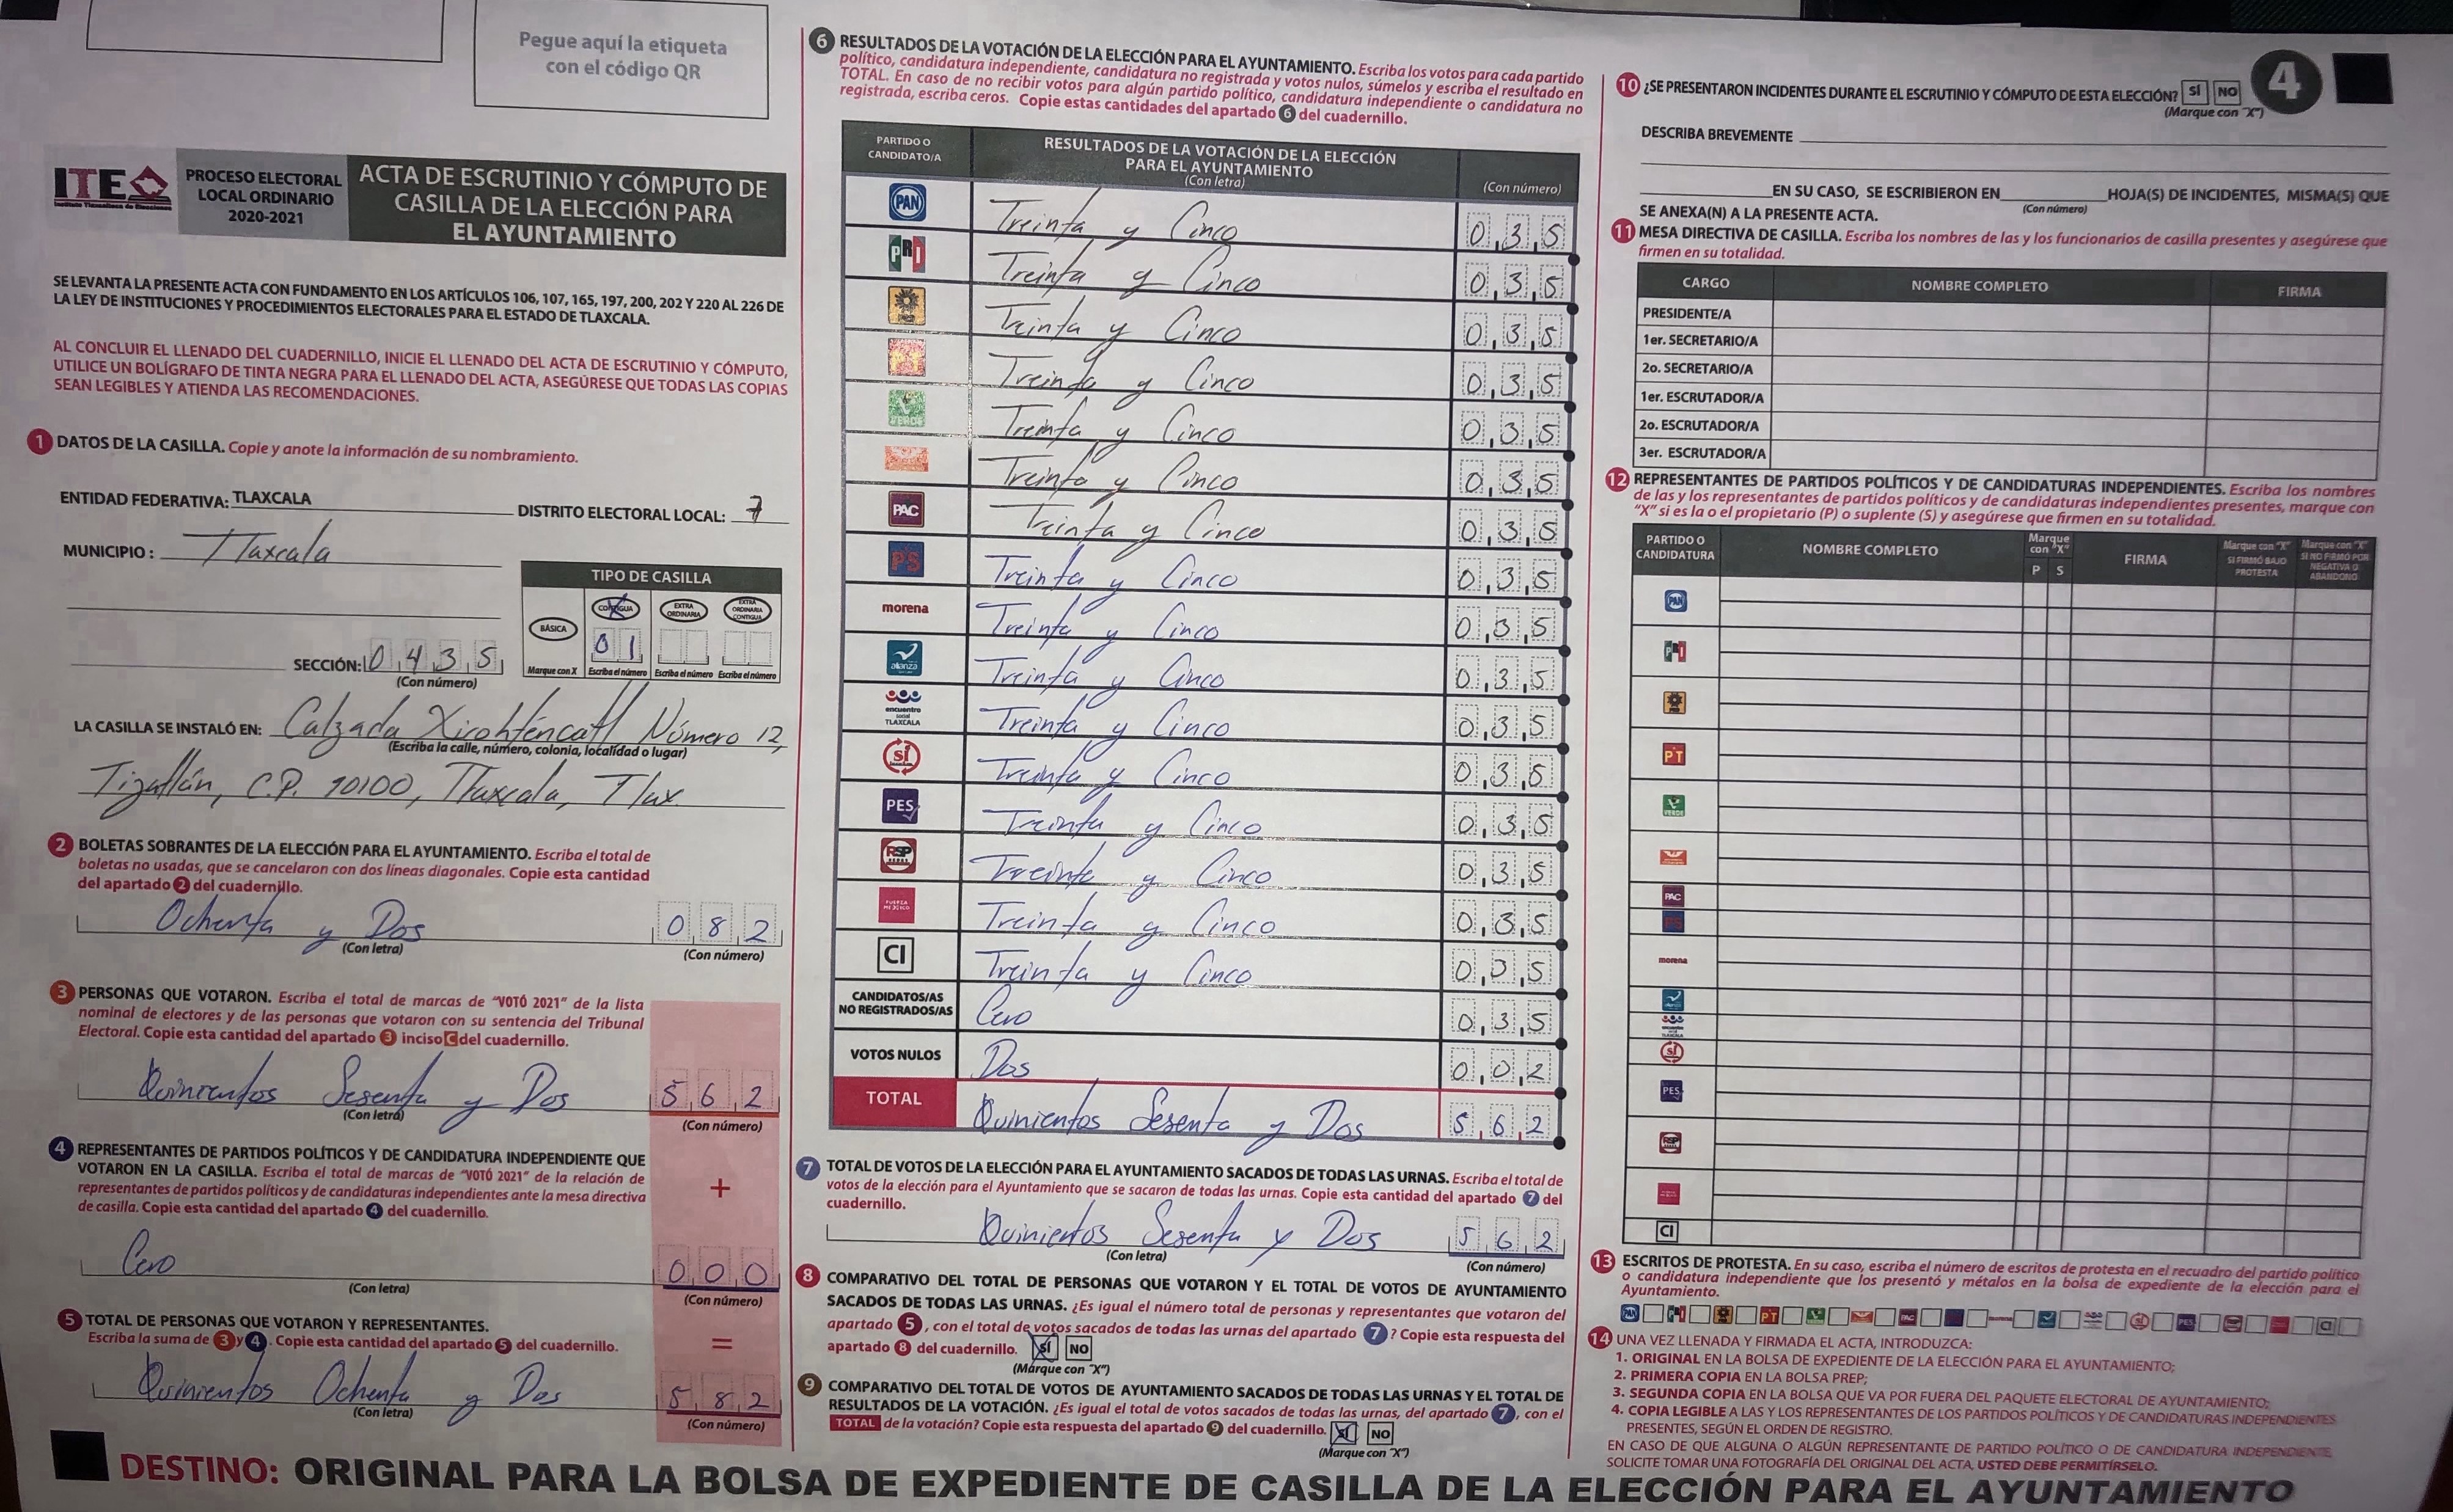 Pegue aquí la etiqueta
con el código QR
ITE
Instituto Tlaxcalteca de Elecciones
PROCESO ELECTORAL
LOCAL ORDINARIO
2020-2021
ACTA DE ESCRUTINIO Y CÓMPUTO DE
CASILLA DE LA ELECCIÓN PARA
EL AYUNTAMIENTO
SE LEVANTA LA PRESENTE ACTA CON FUNDAMENTO EN LOS ARTÍCULOS 106, 107, 165, 197, 200, 202 Y 220 AL 226 DE
LA LEY DE INSTITUCIONES Y PROCEDIMIENTOS ELECTORALES PARA EL ESTADO DE TLAXCALA.
AL CONCLUIR EL LLENADO DEL CUADERNILLO, INICIE EL LLENADO DEL ACTA DE ESCRUTINIO Y CÓMPUTO,
UTILICE UN BOLÍGRAFO DE TINTA NEGRA PARA EL LLENADO DEL ACTA, ASEGÚRESE QUE TODAS LAS COPIAS
SEAN LEGIBLES Y ATIENDA LAS RECOMENDACIONES.
1 DATOS DE LA CASILLA. Copie y anote la información de su nombramiento.
ENTIDAD FEDERATIVA: TLAXCALA DISTRITO ELECTORAL LOCAL: 7
MUNICIPIO: Tlaxcala
TIPO DE CASILLA
BÁSICA CONTIGUA EXTRA ORDINARIA EXTRA ORDINARIA CONTIGUA
0 1
Marque con X Escriba el número Escriba el número Escriba el número
SECCIÓN: 0 4 3 5
(Con número)
LA CASILLA SE INSTALÓ EN: Calzada Xicohténcatl Número 12,
(Escriba la calle, número, colonia, localidad o lugar)
Tizatlán, C.P. 90100, Tlaxcala, Tlax.
2 BOLETAS SOBRANTES DE LA ELECCIÓN PARA EL AYUNTAMIENTO. Escriba el total de
boletas no usadas, que se cancelaron con dos líneas diagonales. Copie esta cantidad
del apartado 2 del cuadernillo.
Ochenta y Dos 0 8 2
(Con letra) (Con número)
3 PERSONAS QUE VOTARON. Escriba el total de marcas de "VOTÓ 2021" de la lista
nominal de electores y de las personas que votaron con su sentencia del Tribunal
Electoral. Copie esta cantidad del apartado 3 inciso C del cuadernillo.
Quinientos Sesenta y Dos 5 6 2
(Con letra) (Con número)
4 REPRESENTANTES DE PARTIDOS POLÍTICOS Y DE CANDIDATURA INDEPENDIENTE QUE
VOTARON EN LA CASILLA. Escriba el total de marcas de "VOTÓ 2021" de la relación de
representantes de partidos políticos y de candidaturas independientes ante la mesa directiva
de casilla. Copie esta cantidad del apartado 4 del cuadernillo.
+
Cero 0 0 0
(Con letra) (Con número)
5 TOTAL DE PERSONAS QUE VOTARON Y REPRESENTANTES.
Escriba la suma de 3 y 4. Copie esta cantidad del apartado 5 del cuadernillo.
=
Quinientos Ochenta y Dos 5 8 2
(Con letra) (Con número)
6 RESULTADOS DE LA VOTACIÓN DE LA ELECCIÓN PARA EL AYUNTAMIENTO. Escriba los votos para cada partido
político, candidatura independiente, candidatura no registrada y votos nulos, súmelos y escriba el resultado en
TOTAL. En caso de no recibir votos para algún partido político, candidatura independiente o candidatura no
registrada, escriba ceros. Copie estas cantidades del apartado 6 del cuadernillo.
PARTIDO O
CANDIDATO/A
RESULTADOS DE LA VOTACIÓN DE LA ELECCIÓN
PARA EL AYUNTAMIENTO
(Con letra)
(Con número)
PAN Treinta y Cinco 0 3 5
PRI Treinta y Cinco 0 3 5
PRD Treinta y Cinco 0 3 5
PT Treinta y Cinco 0 3 5
VERDE Treinta y Cinco 0 3 5
Treinta y Cinco 0 3 5
PAC Treinta y Cinco 0 3 5
PS Treinta y Cinco 0 3 5
morena Treinta y Cinco 0 3 5
alianza Treinta y Cinco 0 3 5
encuentro social TLAXCALA Treinta y Cinco 0 3 5
sí Treinta y Cinco 0 3 5
PES Treinta y Cinco 0 3 5
RSP Treinta y Cinco 0 3 5
FUERZA MÉXICO Treinta y Cinco 0 3 5
CI Treinta y Cinco 0 3 5
CANDIDATOS/AS
NO REGISTRADOS/AS Cero 0 3 5
VOTOS NULOS Dos 0 0 2
TOTAL Quinientos Sesenta y Dos 5 6 2
7 TOTAL DE VOTOS DE LA ELECCIÓN PARA EL AYUNTAMIENTO SACADOS DE TODAS LAS URNAS. Escriba el total de
votos de la elección para el Ayuntamiento que se sacaron de todas las urnas. Copie esta cantidad del apartado 7 del
cuadernillo.
Quinientos Sesenta y Dos 5 6 2
(Con letra) (Con número)
8 COMPARATIVO DEL TOTAL DE PERSONAS QUE VOTARON Y EL TOTAL DE VOTOS DE AYUNTAMIENTO
SACADOS DE TODAS LAS URNAS. ¿Es igual el número total de personas y representantes que votaron del
apartado 5, con el total de votos sacados de todas las urnas del apartado 7? Copie esta respuesta del
apartado 8 del cuadernillo. SÍ NO
(Marque con "X")
9 COMPARATIVO DEL TOTAL DE VOTOS DE AYUNTAMIENTO SACADOS DE TODAS LAS URNAS Y EL TOTAL DE
RESULTADOS DE LA VOTACIÓN. ¿Es igual el total de votos sacados de todas las urnas, del apartado 7, con el
TOTAL de la votación? Copie esta respuesta del apartado 9 del cuadernillo. SÍ NO
(Marque con "X")
10 ¿SE PRESENTARON INCIDENTES DURANTE EL ESCRUTINIO Y CÓMPUTO DE ESTA ELECCIÓN? SÍ NO
(Marque con "X")
4
DESCRIBA BREVEMENTE
EN SU CASO, SE ESCRIBIERON EN HOJA(S) DE INCIDENTES, MISMA(S) QUE
(Con número)
SE ANEXA(N) A LA PRESENTE ACTA.
11 MESA DIRECTIVA DE CASILLA. Escriba los nombres de las y los funcionarios de casilla presentes y asegúrese que
firmen en su totalidad.
CARGO NOMBRE COMPLETO FIRMA
PRESIDENTE/A
1er. SECRETARIO/A
2o. SECRETARIO/A
1er. ESCRUTADOR/A
2o. ESCRUTADOR/A
3er. ESCRUTADOR/A
12 REPRESENTANTES DE PARTIDOS POLÍTICOS Y DE CANDIDATURAS INDEPENDIENTES. Escriba los nombres
de las y los representantes de partidos políticos y de candidaturas independientes presentes, marque con
"X" si es la o el propietario (P) o suplente (S) y asegúrese que firmen en su totalidad.
PARTIDO O
CANDIDATURA
NOMBRE COMPLETO
Marque
con "X"
P S
FIRMA
Marque con "X"
SI FIRMÓ BAJO
PROTESTA
Marque con "X"
SI NO FIRMÓ POR
NEGATIVA O
ABANDONO
PAN
PRI
PRD
PT
VERDE
PAC
PS
morena
alianza
encuentro social TLAXCALA
sí
PES
RSP
CI
13 ESCRITOS DE PROTESTA. En su caso, escriba el número de escritos de protesta en el recuadro del partido político
o candidatura independiente que los presentó y métalos en la bolsa de expediente de la elección para el
Ayuntamiento.
PAN PRI PRD PT VERDE PAC PS morena alianza sí PES RSP CI
14 UNA VEZ LLENADA Y FIRMADA EL ACTA, INTRODUZCA:
1. ORIGINAL EN LA BOLSA DE EXPEDIENTE DE LA ELECCIÓN PARA EL AYUNTAMIENTO;
2. PRIMERA COPIA EN LA BOLSA PREP;
3. SEGUNDA COPIA EN LA BOLSA QUE VA POR FUERA DEL PAQUETE ELECTORAL DE AYUNTAMIENTO;
4. COPIA LEGIBLE A LAS Y LOS REPRESENTANTES DE LOS PARTIDOS POLÍTICOS Y DE CANDIDATURAS INDEPENDIENTES
PRESENTES, SEGÚN EL ORDEN DE REGISTRO.
EN CASO DE QUE ALGUNA O ALGÚN REPRESENTANTE DE PARTIDO POLÍTICO O DE CANDIDATURA INDEPENDIENTE
SOLICITE TOMAR UNA FOTOGRAFÍA DEL ORIGINAL DEL ACTA, USTED DEBE PERMITÍRSELO.
DESTINO: ORIGINAL PARA LA BOLSA DE EXPEDIENTE DE CASILLA DE LA ELECCIÓN PARA EL AYUNTAMIENTO